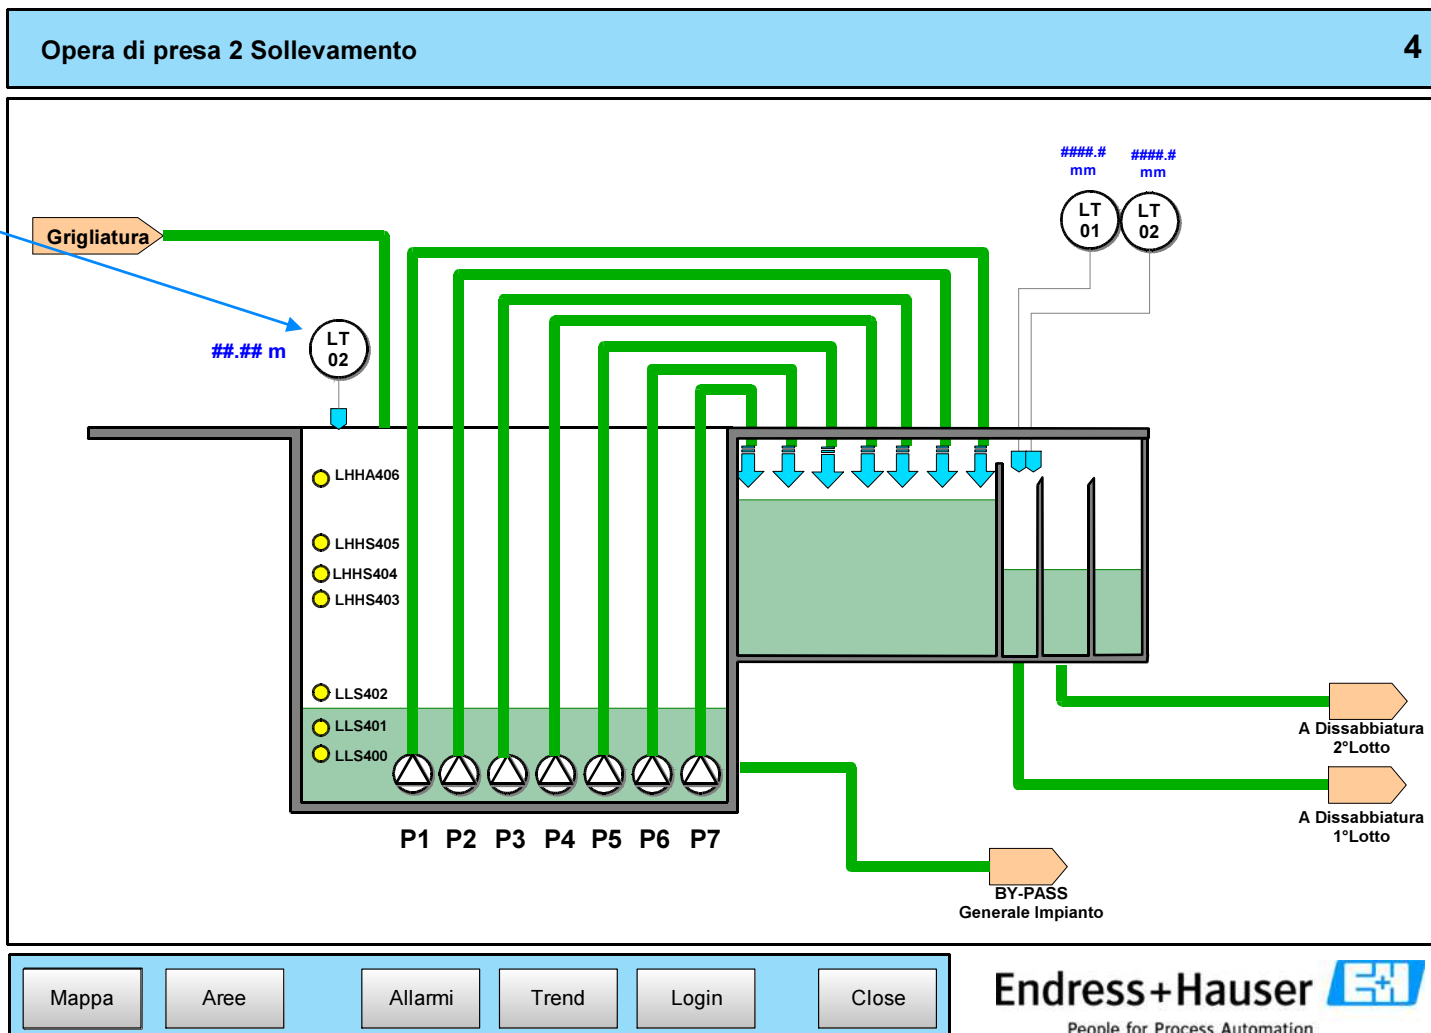 Opera di presa 2 Sollevamento
4
####.#
mm
####.#
mm
LT
01
LT
02
Grigliatura
##.## m
LT
02
LHHA406
LHHS405
LHHS404
LHHS403
LLS402
LLS401
LLS400
P1 P2 P3 P4 P5 P6 P7
A Dissabbiatura
2°Lotto
A Dissabbiatura
1°Lotto
BY-PASS
Generale Impianto
Mappa
Aree
Allarmi
Trend
Login
Close
Endress+Hauser
E+H
People for Process Automation